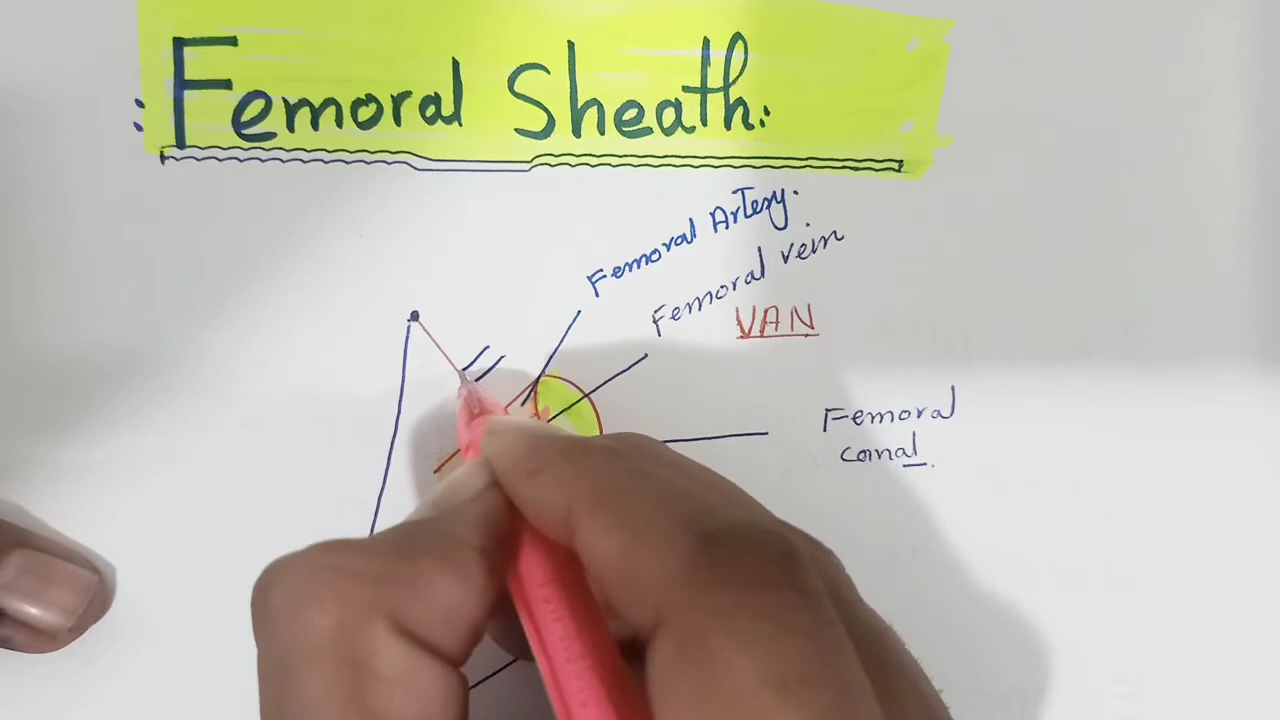 : Femoral Sheath:
Femoral Artery.
Femoral vein
VAN
Femoral
canal.